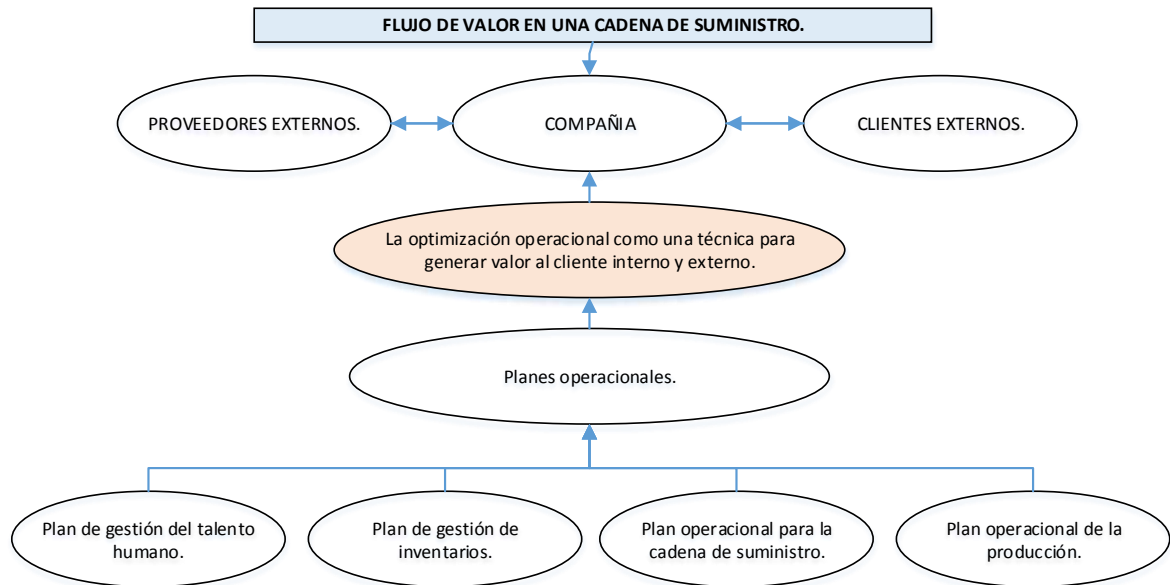 FLUJO DE VALOR EN UNA CADENA DE SUMINISTRO.
PROVEEDORES EXTERNOS.
COMPAÑIA
CLIENTES EXTERNOS.
La optimización operacional como una técnica para
generar valor al cliente interno y externo.
Planes operacionales.
Plan de gestión del talento
humano.
Plan de gestión de
inventarios.
Plan operacional para la
cadena de suministro.
Plan operacional de la
producción.